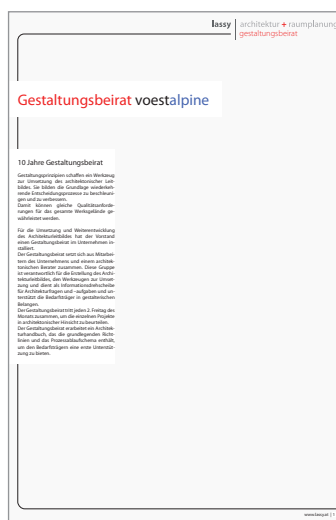 lassy | architektur + raumplanung
gestaltungsbeirat
Gestaltungsbeirat voestalpine
10 Jahre Gestaltungsbeirat
Gestaltungsprinzipien schaffen ein Werkzeug
zur Umsetzung des architektonischer Leit-
bildes. Sie bilden die Grundlage wiederkeh-
rende Entscheidungsprozesse zu beschleuni-
gen und zu verbessern.
Damit können gleiche Qualitätsanforde-
rungen für das gesamte Werksgelände ge-
währleistet werden.
Für die Umsetzung und Weiterentwicklung
des Architekturleitbildes hat der Vorstand
einen Gestaltungsbeirat im Unternehmen in-
stalliert.
Der Gestaltungsbeirat setzt sich aus Mitarbei-
tern des Unternehmens und einem architek-
tonischen Berater zusammen. Diese Gruppe
ist verantwortlich für die Erstellung des Archi-
tekturleitbildes, den Werkzeugen zur Umset-
zung und dient als Informationsdrehscheibe
für Architekturfragen und -aufgaben und un-
terstützt die Bedarfsträger in gestalterischen
Belangen.
Der Gestaltungsbeirat tritt jeden 2. Freitag des
Monats zusammen, um die einzelnen Projekte
in architektonischer Hinsicht zu beurteilen.
Der Gestaltungsbeirat erarbeitet ein Architek-
turhandbuch, das die grundlegenden Richt-
linien und das Prozessablaufschema enthält,
um den Bedarfsträgern eine erste Unterstüt-
zung zu bieten.
www.lassy.at | 1